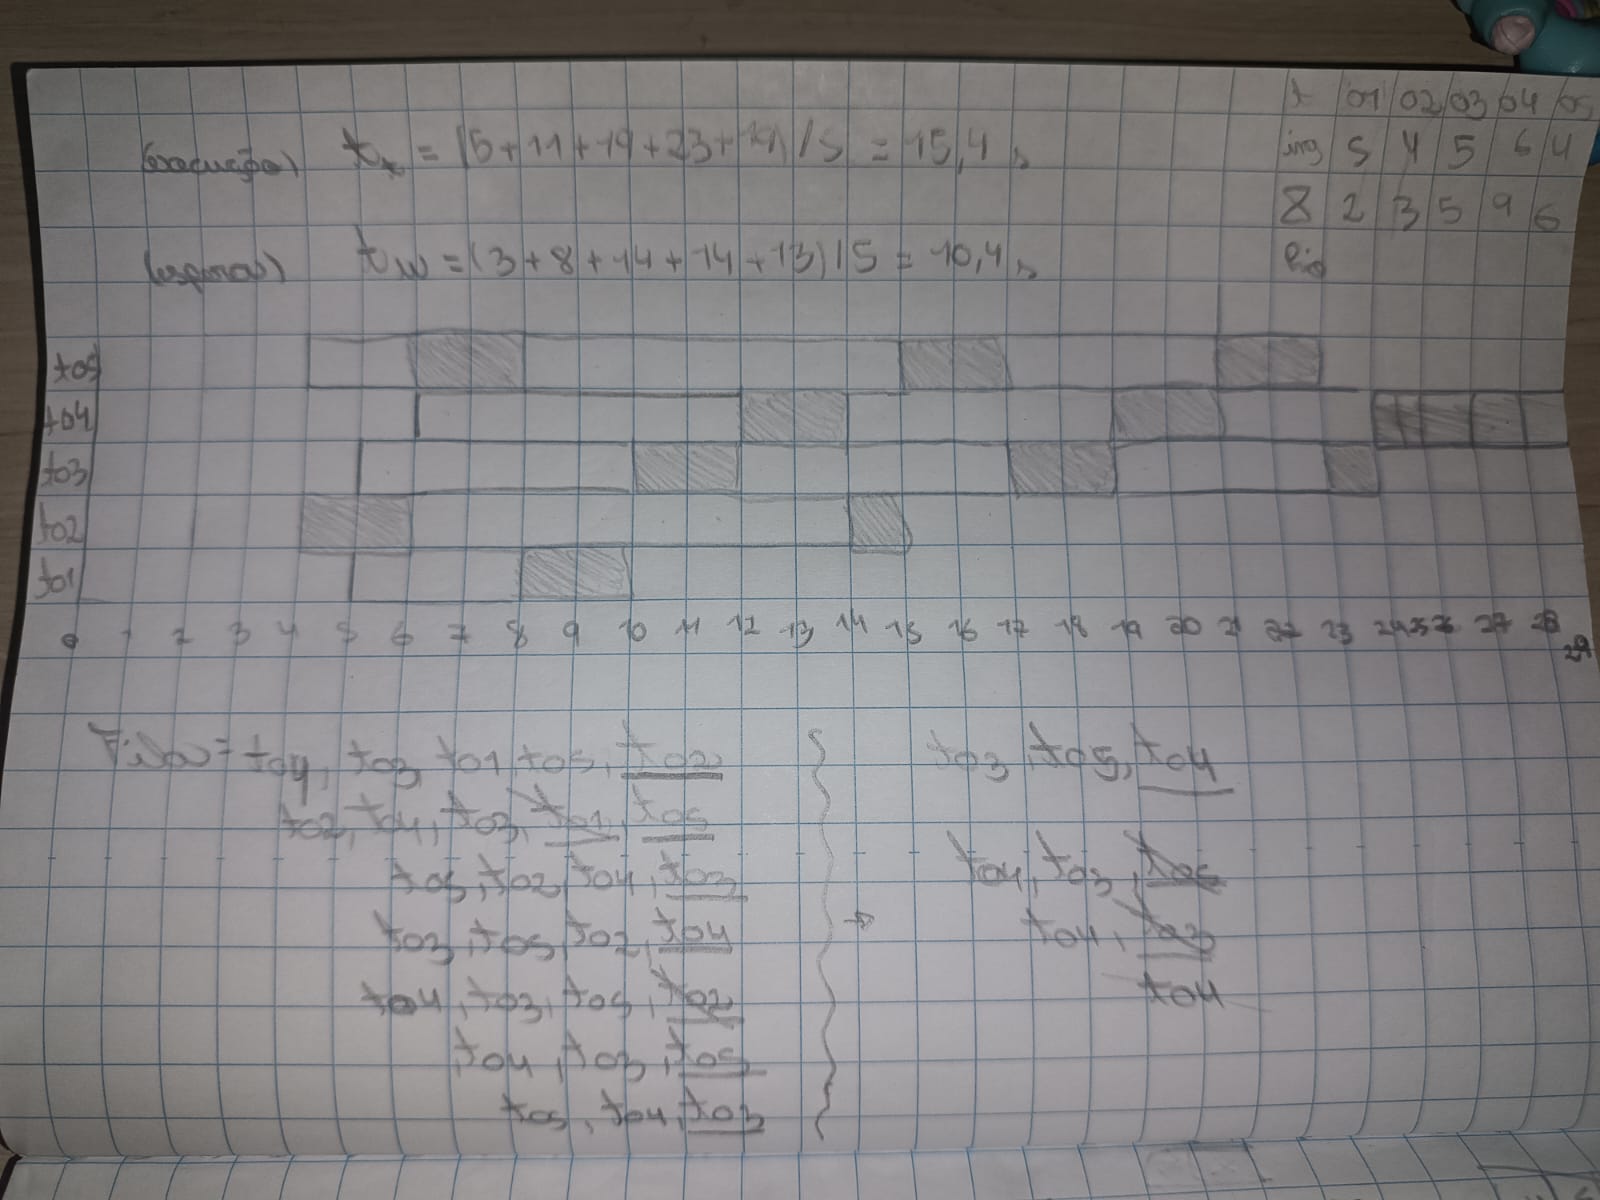 (execução) tx = (5+11+19+23+19)/5 = 15,4 s
(espera) tw = (3+8+14+14+13)/5 = 10,4 s
t 01 02 03 04 05
ing 5 4 5 6 4
8 2 3 5 9 6
t05
t04
t03
t02
t01
0 1 2 3 4 5 6 7 8 9 10 11 12 13 14 15 16 17 18 19 20 21 22 23 24 25 26 27 28 29
Fila = t04, t03, t01, t05, t02
t02, t04, t03, t01, t05
t05, t02, t04, t03
t03, t05, t02, t04
t04, t03, t05, t02
t04, t03, t05
t05, t04, t03
t03, t05, t04
t04, t03, t05
t04, t03
t04